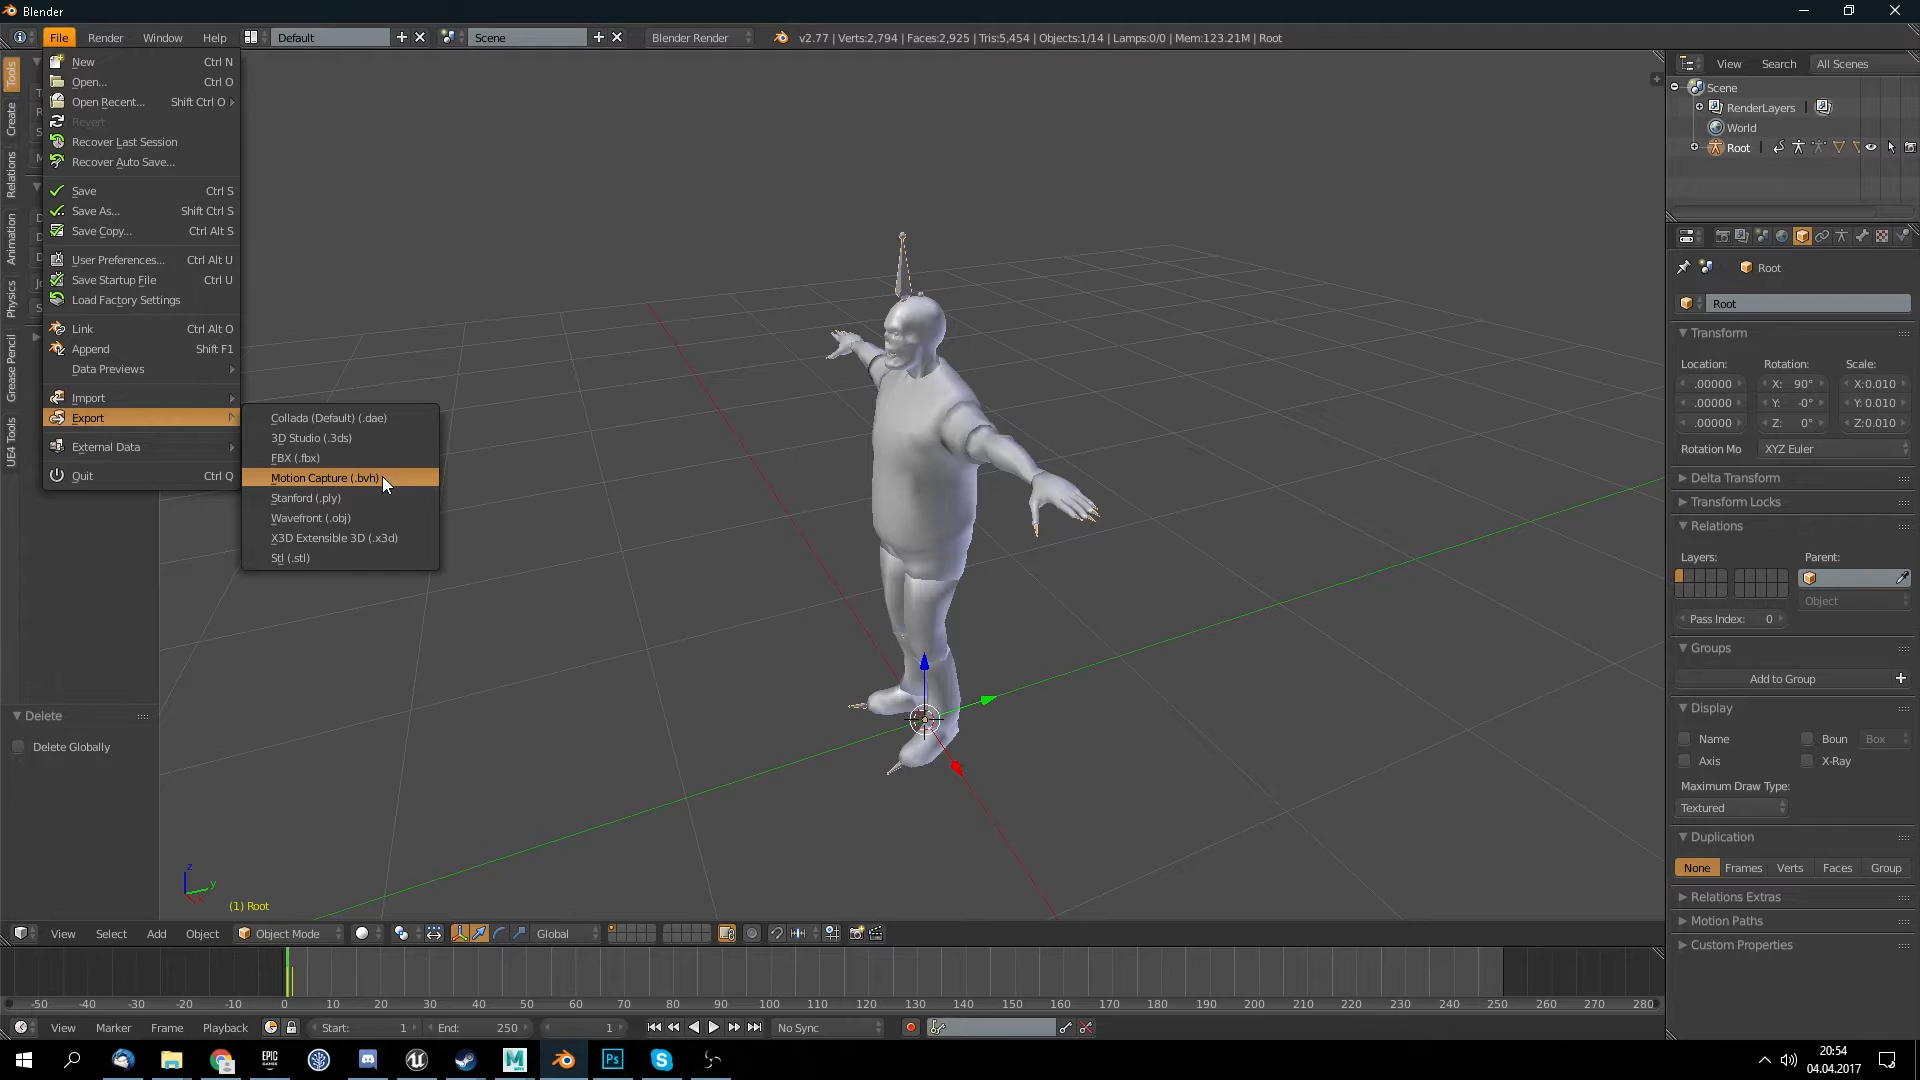 Blender
File Render Window Help Default Scene Blender Render v2.77 | Verts:2,794 | Faces:2,925 | Tris:5,454 | Objects:1/14 | Lamps:0/0 | Mem:123.21M | Root
New Ctrl N
Open... Ctrl O
Open Recent... Shift Ctrl O
Revert
Recover Last Session
Recover Auto Save...
Save Ctrl S
Save As... Shift Ctrl S
Save Copy... Ctrl Alt S
User Preferences... Ctrl Alt U
Save Startup File Ctrl U
Load Factory Settings
Link Ctrl Alt O
Append Shift F1
Data Previews
Import
Export
External Data
Quit Ctrl Q
Collada (Default) (.dae)
3D Studio (.3ds)
FBX (.fbx)
Motion Capture (.bvh)
Stanford (.ply)
Wavefront (.obj)
X3D Extensible 3D (.x3d)
Stl (.stl)
Tools
Create
Relations
Animation
Physics
Grease Pencil
UE4 Tools
Delete
Delete Globally
z
y
x
(1) Root
View Search All Scenes
Scene
RenderLayers |
World
Root |
Root
Root
Transform
Location: Rotation: Scale:
.00000 X: 90° X:0.010
.00000 Y: -0° Y: 0.010
.00000 Z: 0° Z:0.010
Rotation Mo XYZ Euler
Delta Transform
Transform Locks
Relations
Layers: Parent:
Object
Pass Index: 0
Groups
Add to Group
Display
Name Boun Box
Axis X-Ray
Maximum Draw Type:
Textured
Duplication
None Frames Verts Faces Group
Relations Extras
Motion Paths
Custom Properties
View Select Add Object Object Mode Global
-50 -40 -30 -20 -10 0 10 20 30 40 50 60 70 80 90 100 110 120 130 140 150 160 170 180 190 200 210 220 230 240 250 260 270 280
View Marker Frame Playback Start: 1 End: 250 1 No Sync
EPIC GAMES
Ps
20:54
04.04.2017